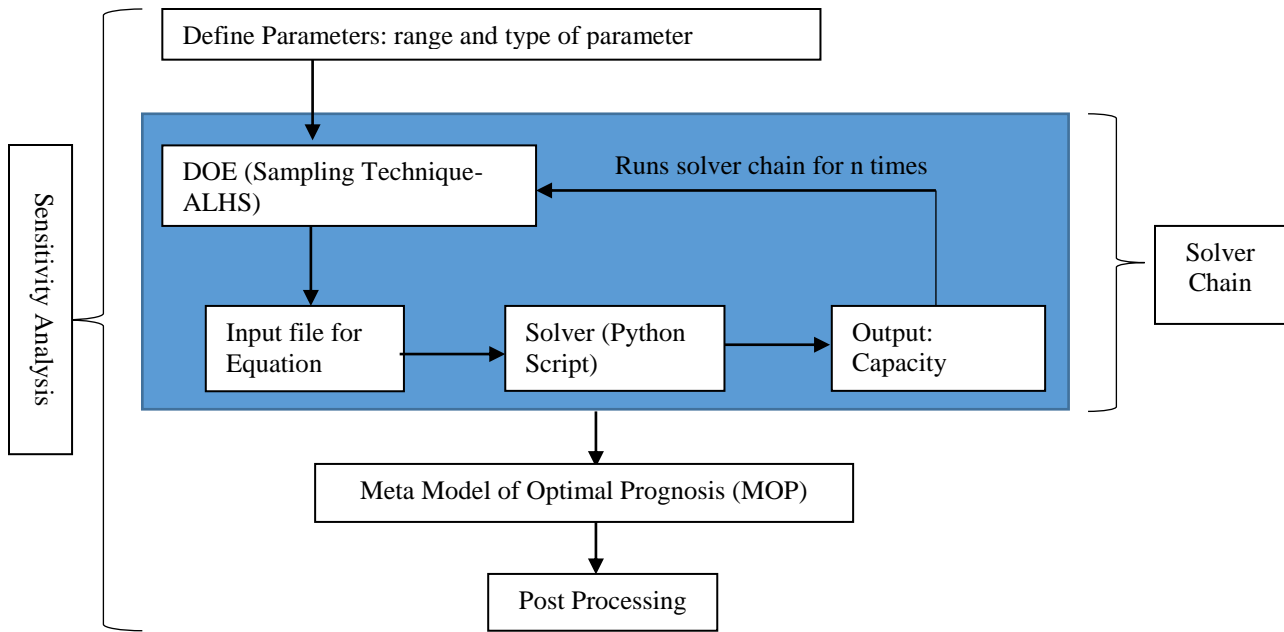 Define Parameters: range and type of parameter
Sensitivity Analysis
DOE (Sampling Technique-
ALHS)
Runs solver chain for n times
Solver
Chain
Input file for
Equation
Solver (Python
Script)
Output:
Capacity
Meta Model of Optimal Prognosis (MOP)
Post Processing